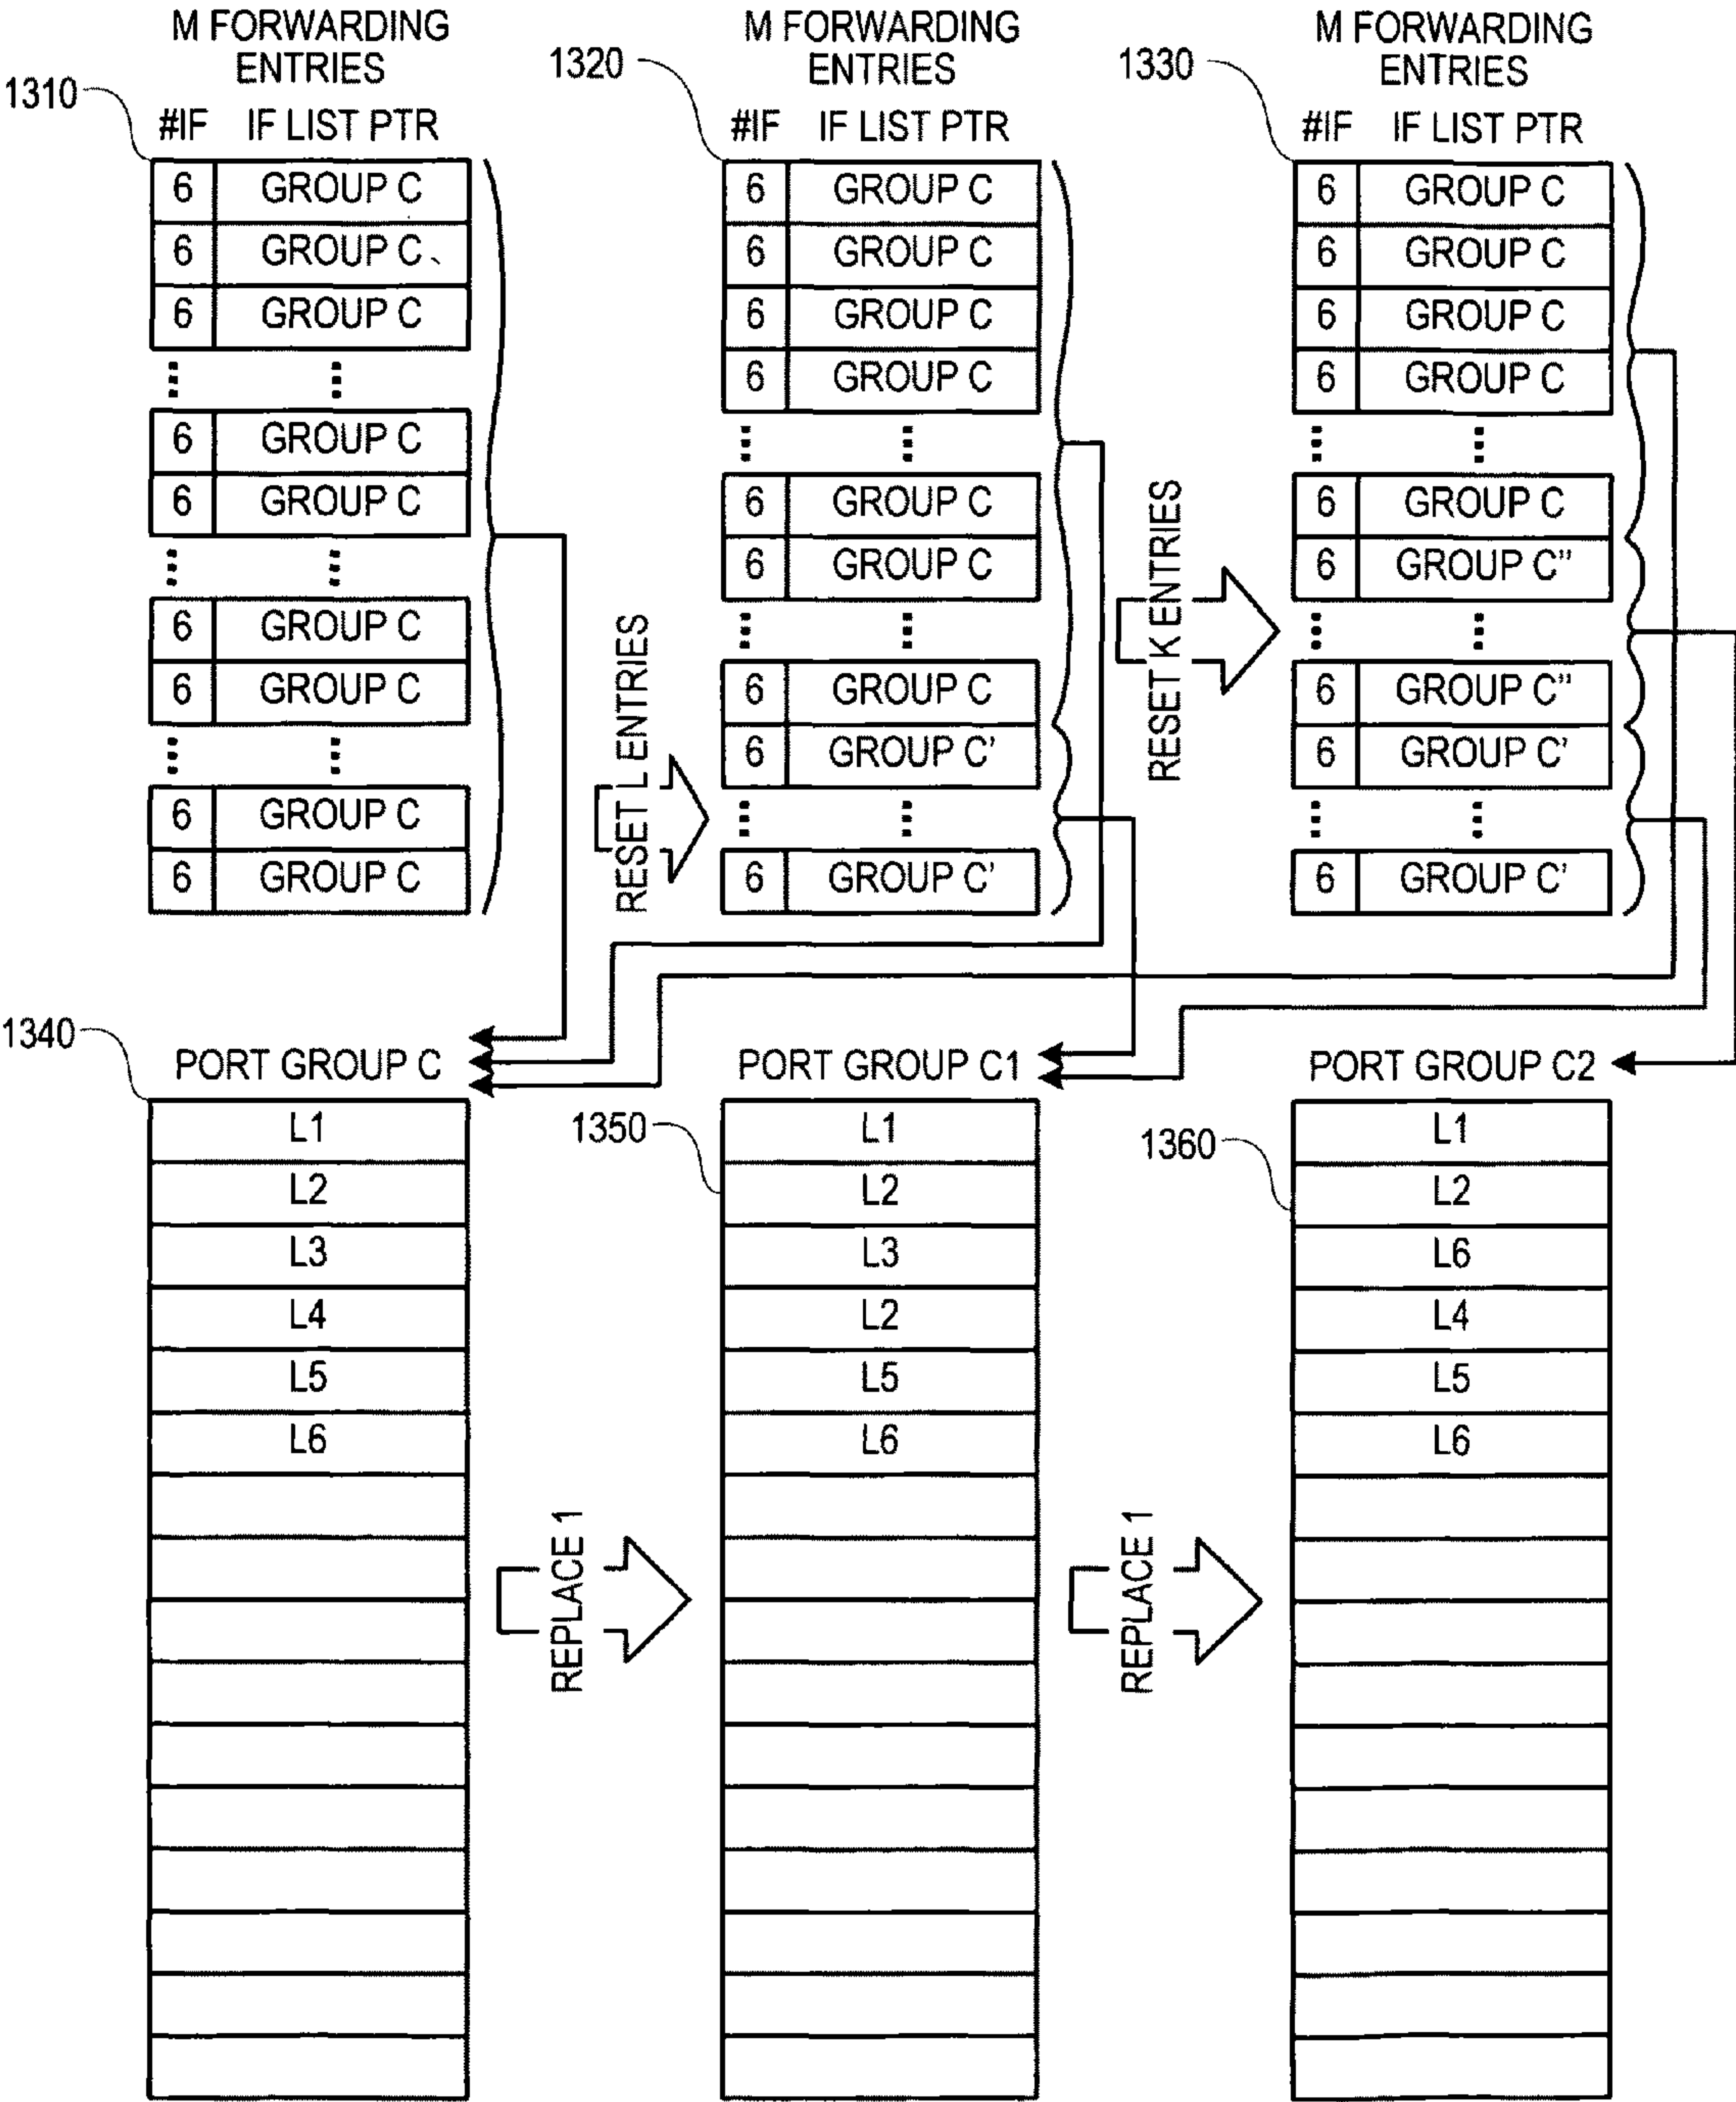 M FORWARDING
ENTRIES
1310
#IF IF LIST PTR
6 GROUP C
6 GROUP C
6 GROUP C
⋮ ⋮
6 GROUP C
6 GROUP C
⋮ ⋮
6 GROUP C
6 GROUP C
⋮ ⋮
6 GROUP C
6 GROUP C
RESET L ENTRIES
M FORWARDING
ENTRIES
1320
#IF IF LIST PTR
6 GROUP C
6 GROUP C
6 GROUP C
6 GROUP C
⋮ ⋮
6 GROUP C
6 GROUP C
⋮ ⋮
6 GROUP C
6 GROUP C'
⋮ ⋮
6 GROUP C'
RESET K ENTRIES
M FORWARDING
ENTRIES
1330
#IF IF LIST PTR
6 GROUP C
6 GROUP C
6 GROUP C
6 GROUP C
⋮ ⋮
6 GROUP C
6 GROUP C"
⋮ ⋮
6 GROUP C"
6 GROUP C'
⋮ ⋮
6 GROUP C'
1340
PORT GROUP C
L1
L2
L3
L4
L5
L6
REPLACE 1
PORT GROUP C1
1350
L1
L2
L3
L2
L5
L6
REPLACE 1
PORT GROUP C2
1360
L1
L2
L6
L4
L5
L6